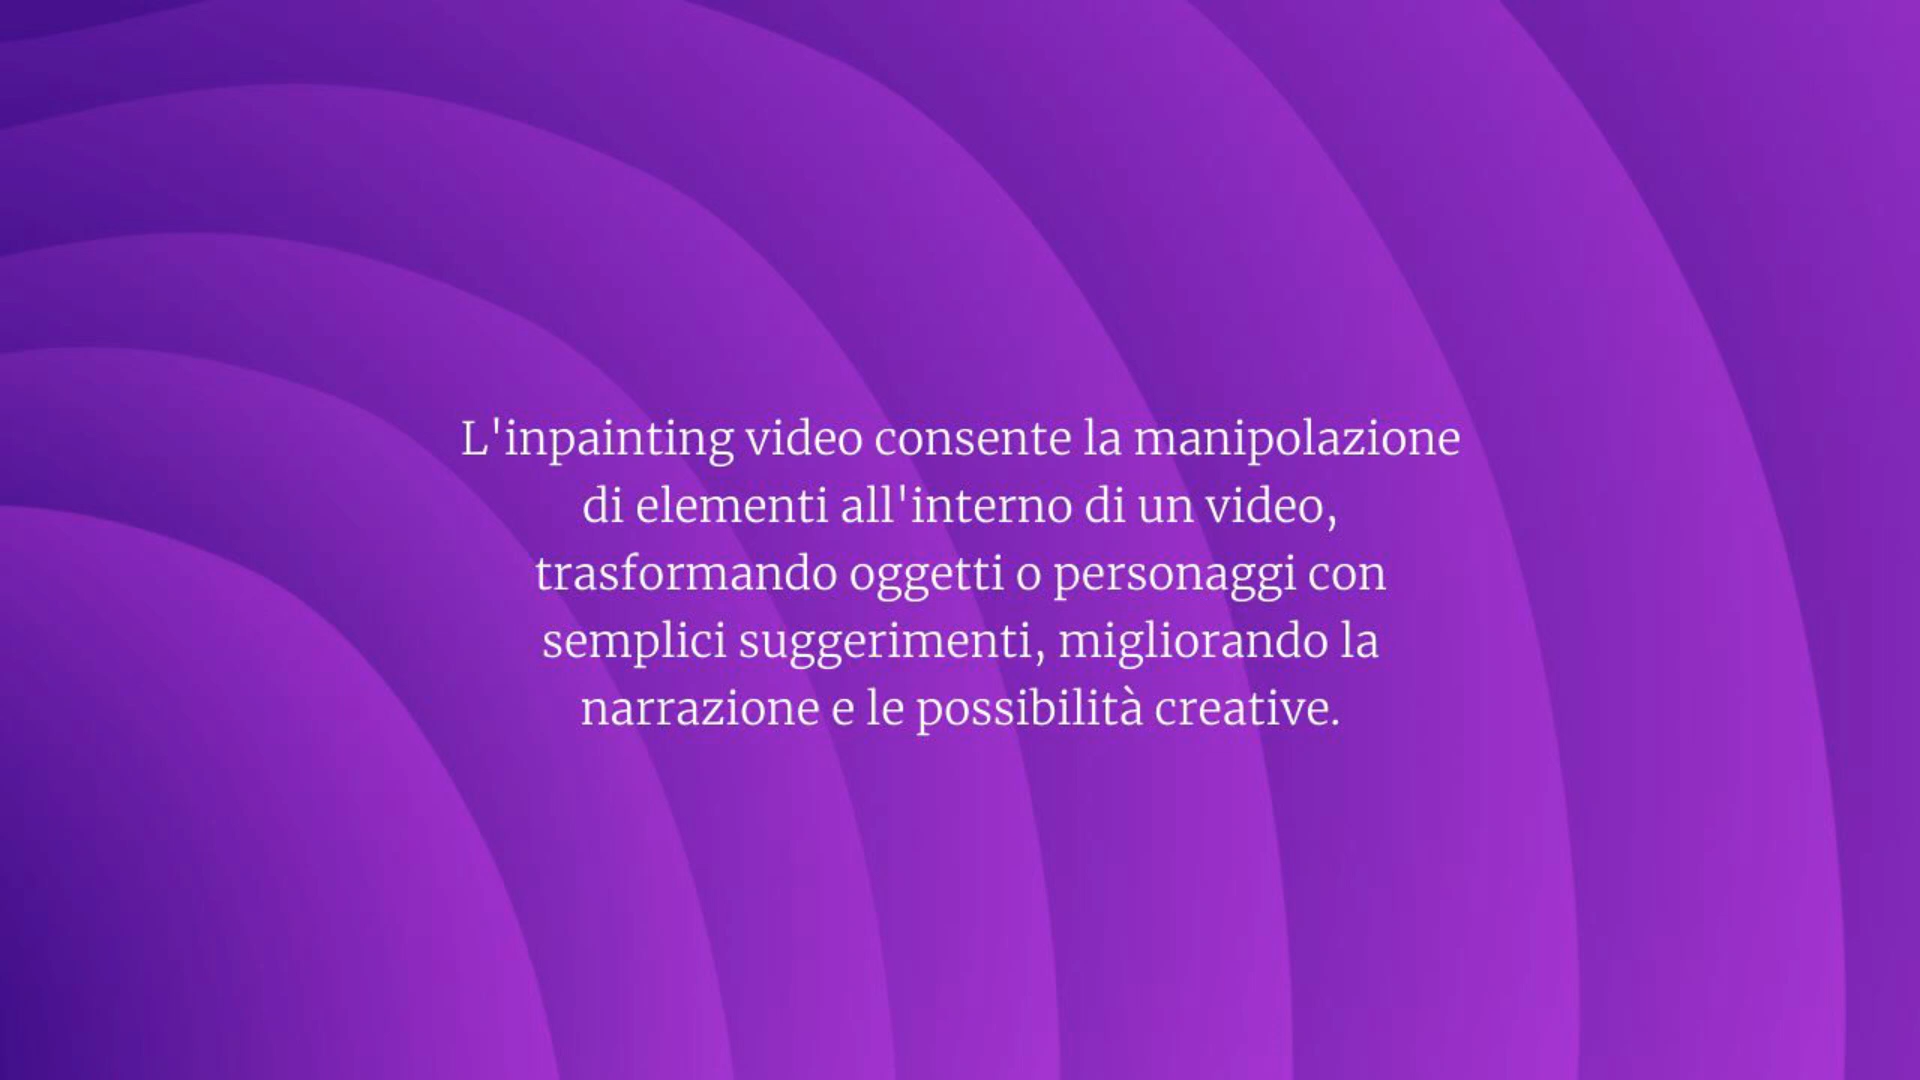 L'inpainting video consente la manipolazione
di elementi all'interno di un video,
trasformando oggetti o personaggi con
semplici suggerimenti, migliorando la
narrazione e le possibilità creative.